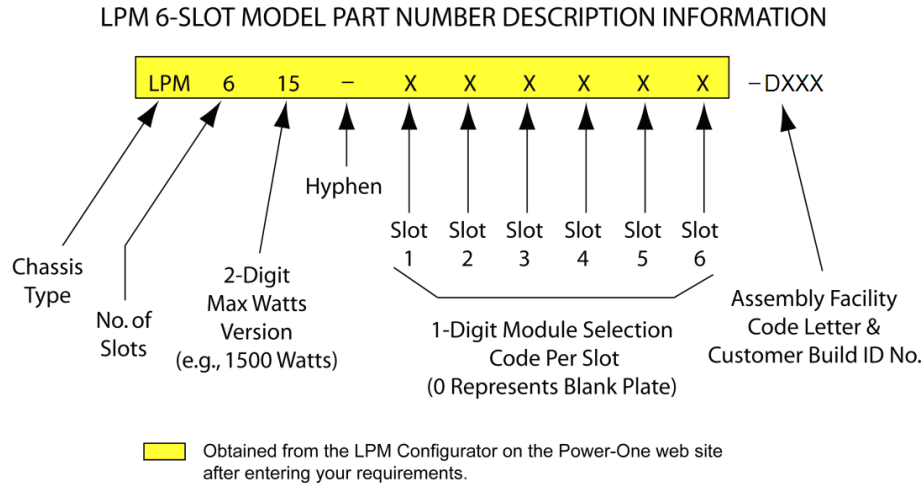 LPM 6-SLOT MODEL PART NUMBER DESCRIPTION INFORMATION
LPM 6 15 – X X X X X X –DXXX
Hyphen
Slot Slot Slot Slot Slot Slot
1 2 3 4 5 6
Chassis
Type
No. of
Slots
2-Digit
Max Watts
Version
(e.g., 1500 Watts)
1-Digit Module Selection
Code Per Slot
(0 Represents Blank Plate)
Assembly Facility
Code Letter &
Customer Build ID No.
Obtained from the LPM Configurator on the Power-One web site
after entering your requirements.